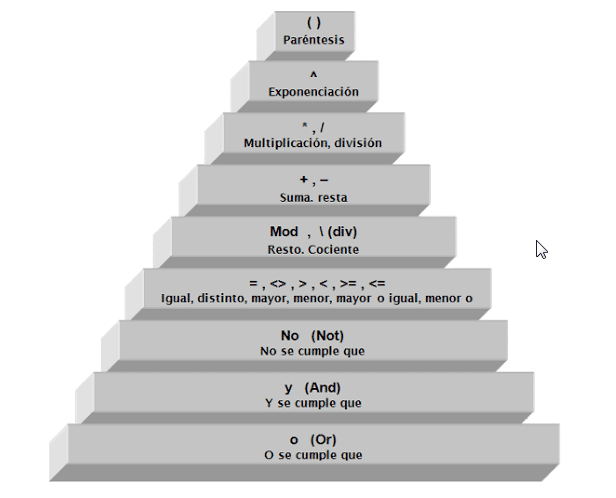 ( )
Paréntesis
^
Exponenciación
* , /
Multiplicación, división
+ , –
Suma. resta
Mod , \ (div)
Resto. Cociente
= , <> , > , < , >= , <=
Igual, distinto, mayor, menor, mayor o igual, menor o
No (Not)
No se cumple que
y (And)
Y se cumple que
o (Or)
O se cumple que